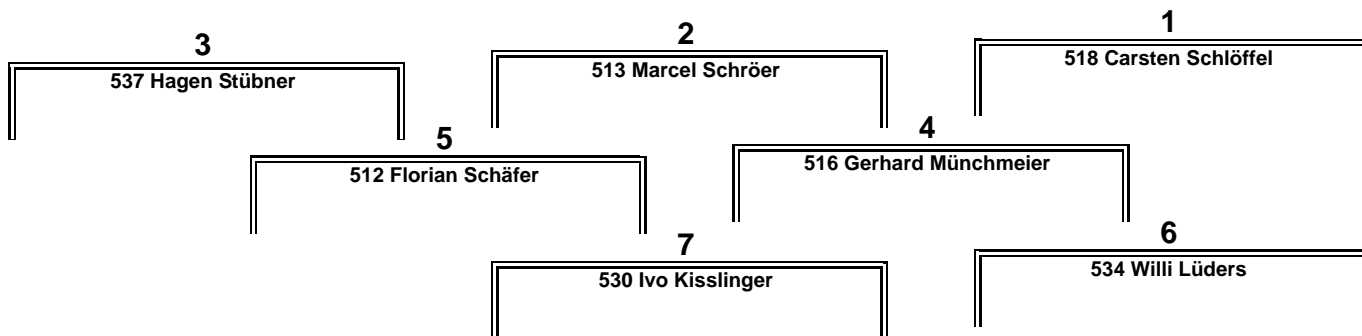 3
537 Hagen Stübner
2
513 Marcel Schröer
1
518 Carsten Schlöffel
5
512 Florian Schäfer
4
516 Gerhard Münchmeier
7
530 Ivo Kisslinger
6
534 Willi Lüders